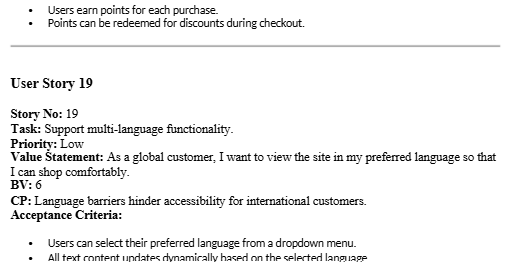 • Users earn points for each purchase.
• Points can be redeemed for discounts during checkout.
User Story 19
Story No: 19
Task: Support multi-language functionality.
Priority: Low
Value Statement: As a global customer, I want to view the site in my preferred language so that
I can shop comfortably.
BV: 6
CP: Language barriers hinder accessibility for international customers.
Acceptance Criteria:
• Users can select their preferred language from a dropdown menu.
• All text content updates dynamically based on the selected language